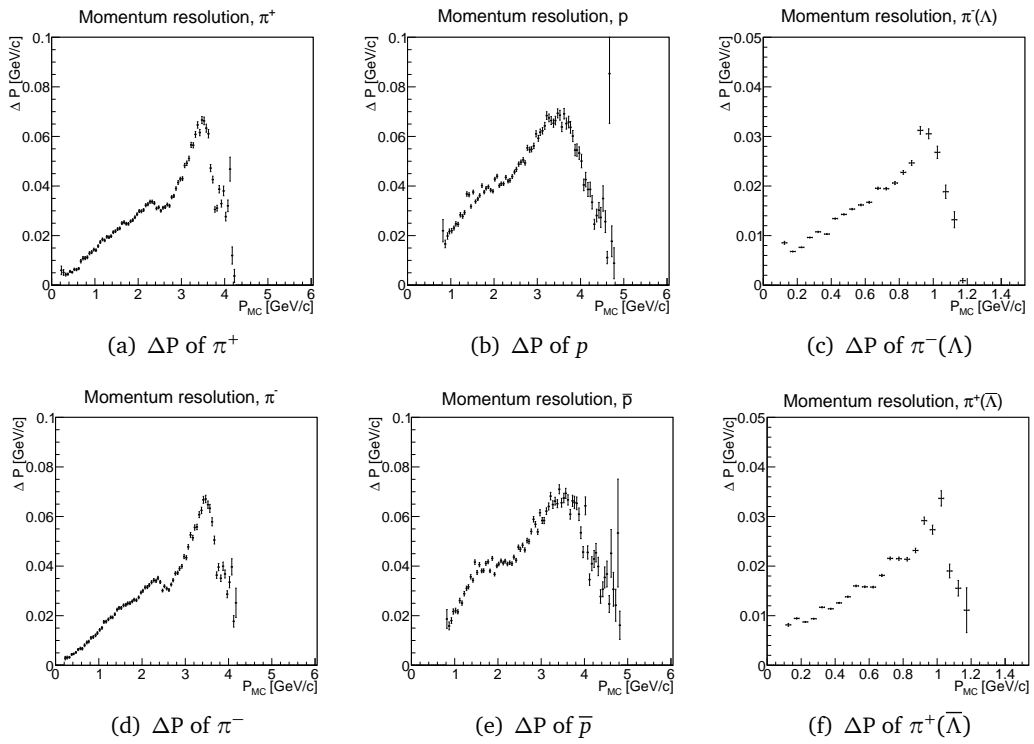 Momentum resolution, π⁺
Δ P [GeV/c]
0.1
0.08
0.06
0.04
0.02
0
0 1 2 3 4 5 6
P_MC [GeV/c]
(a) ΔP of π⁺
Momentum resolution, p
Δ P [GeV/c]
0.1
0.08
0.06
0.04
0.02
0
0 1 2 3 4 5 6
P_MC [GeV/c]
(b) ΔP of p
Momentum resolution, π⁻(Λ)
Δ P [GeV/c]
0.05
0.04
0.03
0.02
0.01
0
0 0.2 0.4 0.6 0.8 1 1.2 1.4
P_MC [GeV/c]
(c) ΔP of π⁻(Λ)
Momentum resolution, π⁻
Δ P [GeV/c]
0.1
0.08
0.06
0.04
0.02
0
0 1 2 3 4 5 6
P_MC [GeV/c]
(d) ΔP of π⁻
Momentum resolution, p̅
Δ P [GeV/c]
0.1
0.08
0.06
0.04
0.02
0
0 1 2 3 4 5 6
P_MC [GeV/c]
(e) ΔP of p̅
Momentum resolution, π⁺(Λ̅)
Δ P [GeV/c]
0.05
0.04
0.03
0.02
0.01
0
0 0.2 0.4 0.6 0.8 1 1.2 1.4
P_MC [GeV/c]
(f) ΔP of π⁺(Λ̅)